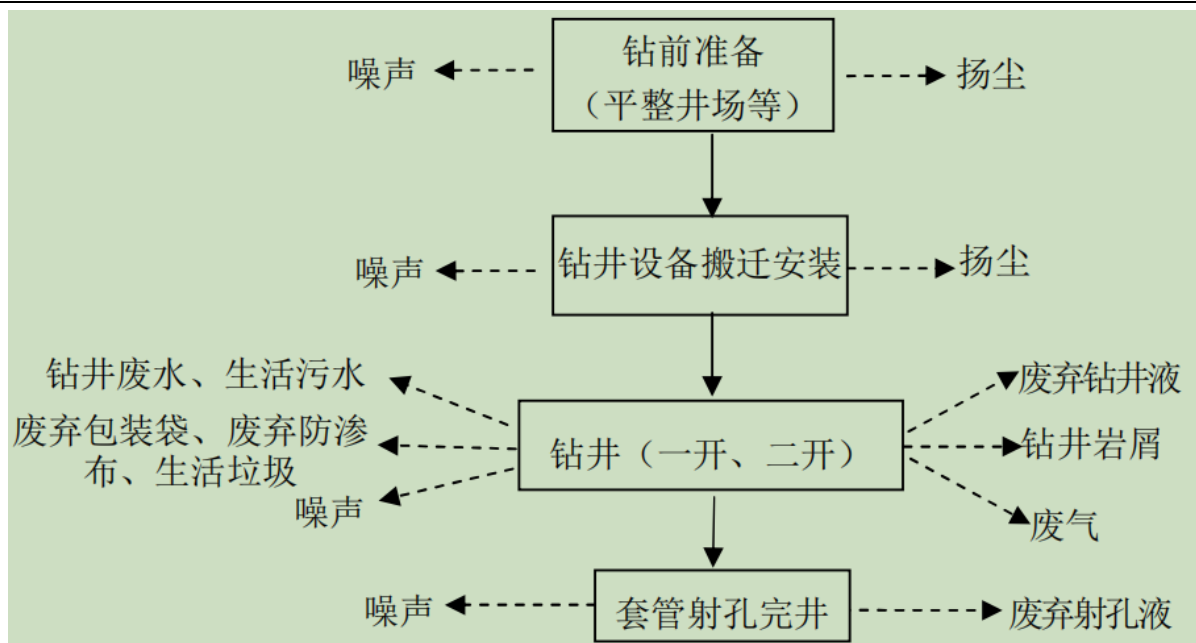 钻前准备
（平整井场等）
噪声
扬尘
钻井设备搬迁安装
噪声
扬尘
钻井废水、生活污水
废弃包装袋、废弃防渗
布、生活垃圾
噪声
钻井（一开、二开）
废弃钻井液
钻井岩屑
废气
噪声
套管射孔完井
废弃射孔液